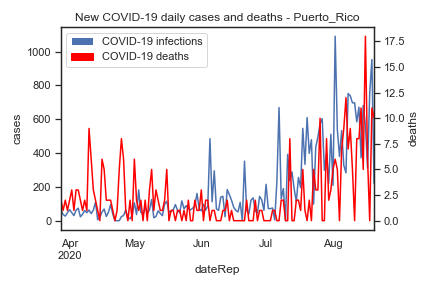 New COVID-19 daily cases and deaths - Puerto_Rico
COVID-19 infections
COVID-19 deaths
cases
1000
800
600
400
200
0
deaths
17.5
15.0
12.5
10.0
7.5
5.0
2.5
0.0
Apr
2020
May
Jun
Jul
Aug
dateRep